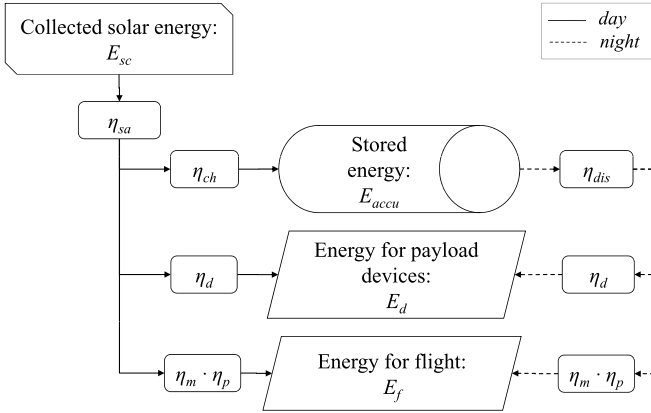 Collected solar energy:
E_sc
day
night
η_sa
η_ch
Stored
energy:
E_accu
η_dis
η_d
Energy for payload
devices:
E_d
η_d
η_m · η_p
Energy for flight:
E_f
η_m · η_p